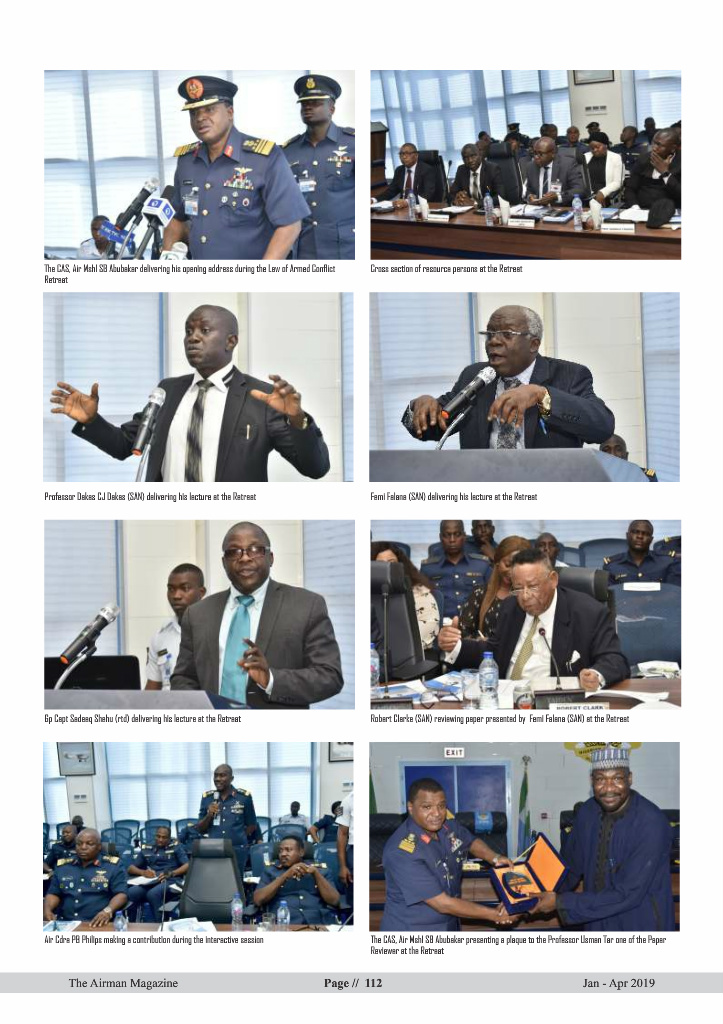 The CAS, Air Mshl SB Abubakar delivering his opening address during the Law of Armed Conflict
Retreat
Cross section of resource persons at the Retreat
Professor Dakas CJ Dakas (SAN) delivering his lecture at the Retreat
Femi Falana (SAN) delivering his lecture at the Retreat
Gp Capt Sadeeq Shehu (rtd) delivering his lecture at the Retreat
ROBERT CLARK
Robert Clarke (SAN) reviewing paper presented by Femi Falana (SAN) at the Retreat
EXIT
Air Cdre PB Philips making a contribution during the interactive session
The CAS, Air Mshl SB Abubakar presenting a plaque to the Professor Usman Tar one of the Paper
Reviewer at the Retreat
The Airman Magazine Page // 112 Jan - Apr 2019